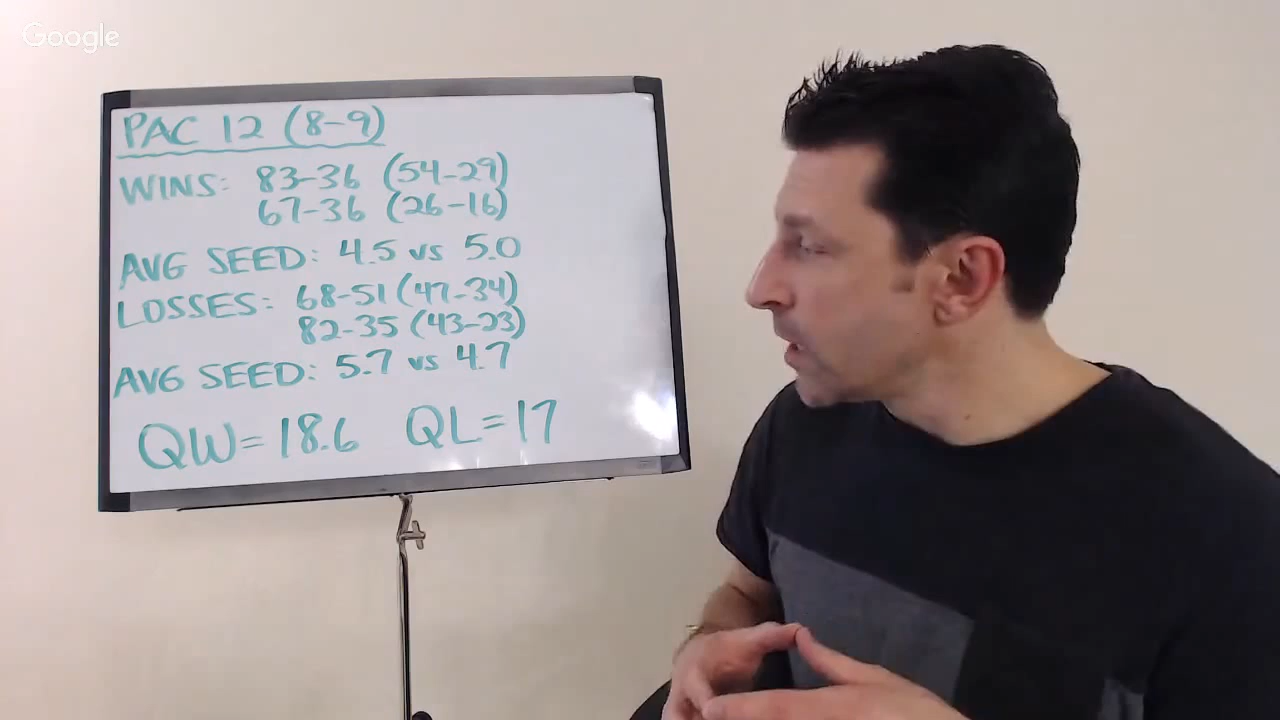 Google
PAC 12 (8-9)
WINS: 83-36 (54-29)
67-36 (26-16)
AVG SEED: 4.5 vs 5.0
LOSSES: 68-51 (47-34)
82-35 (43-23)
AVG SEED: 5.7 vs 4.7
QW=18.6 QL=17